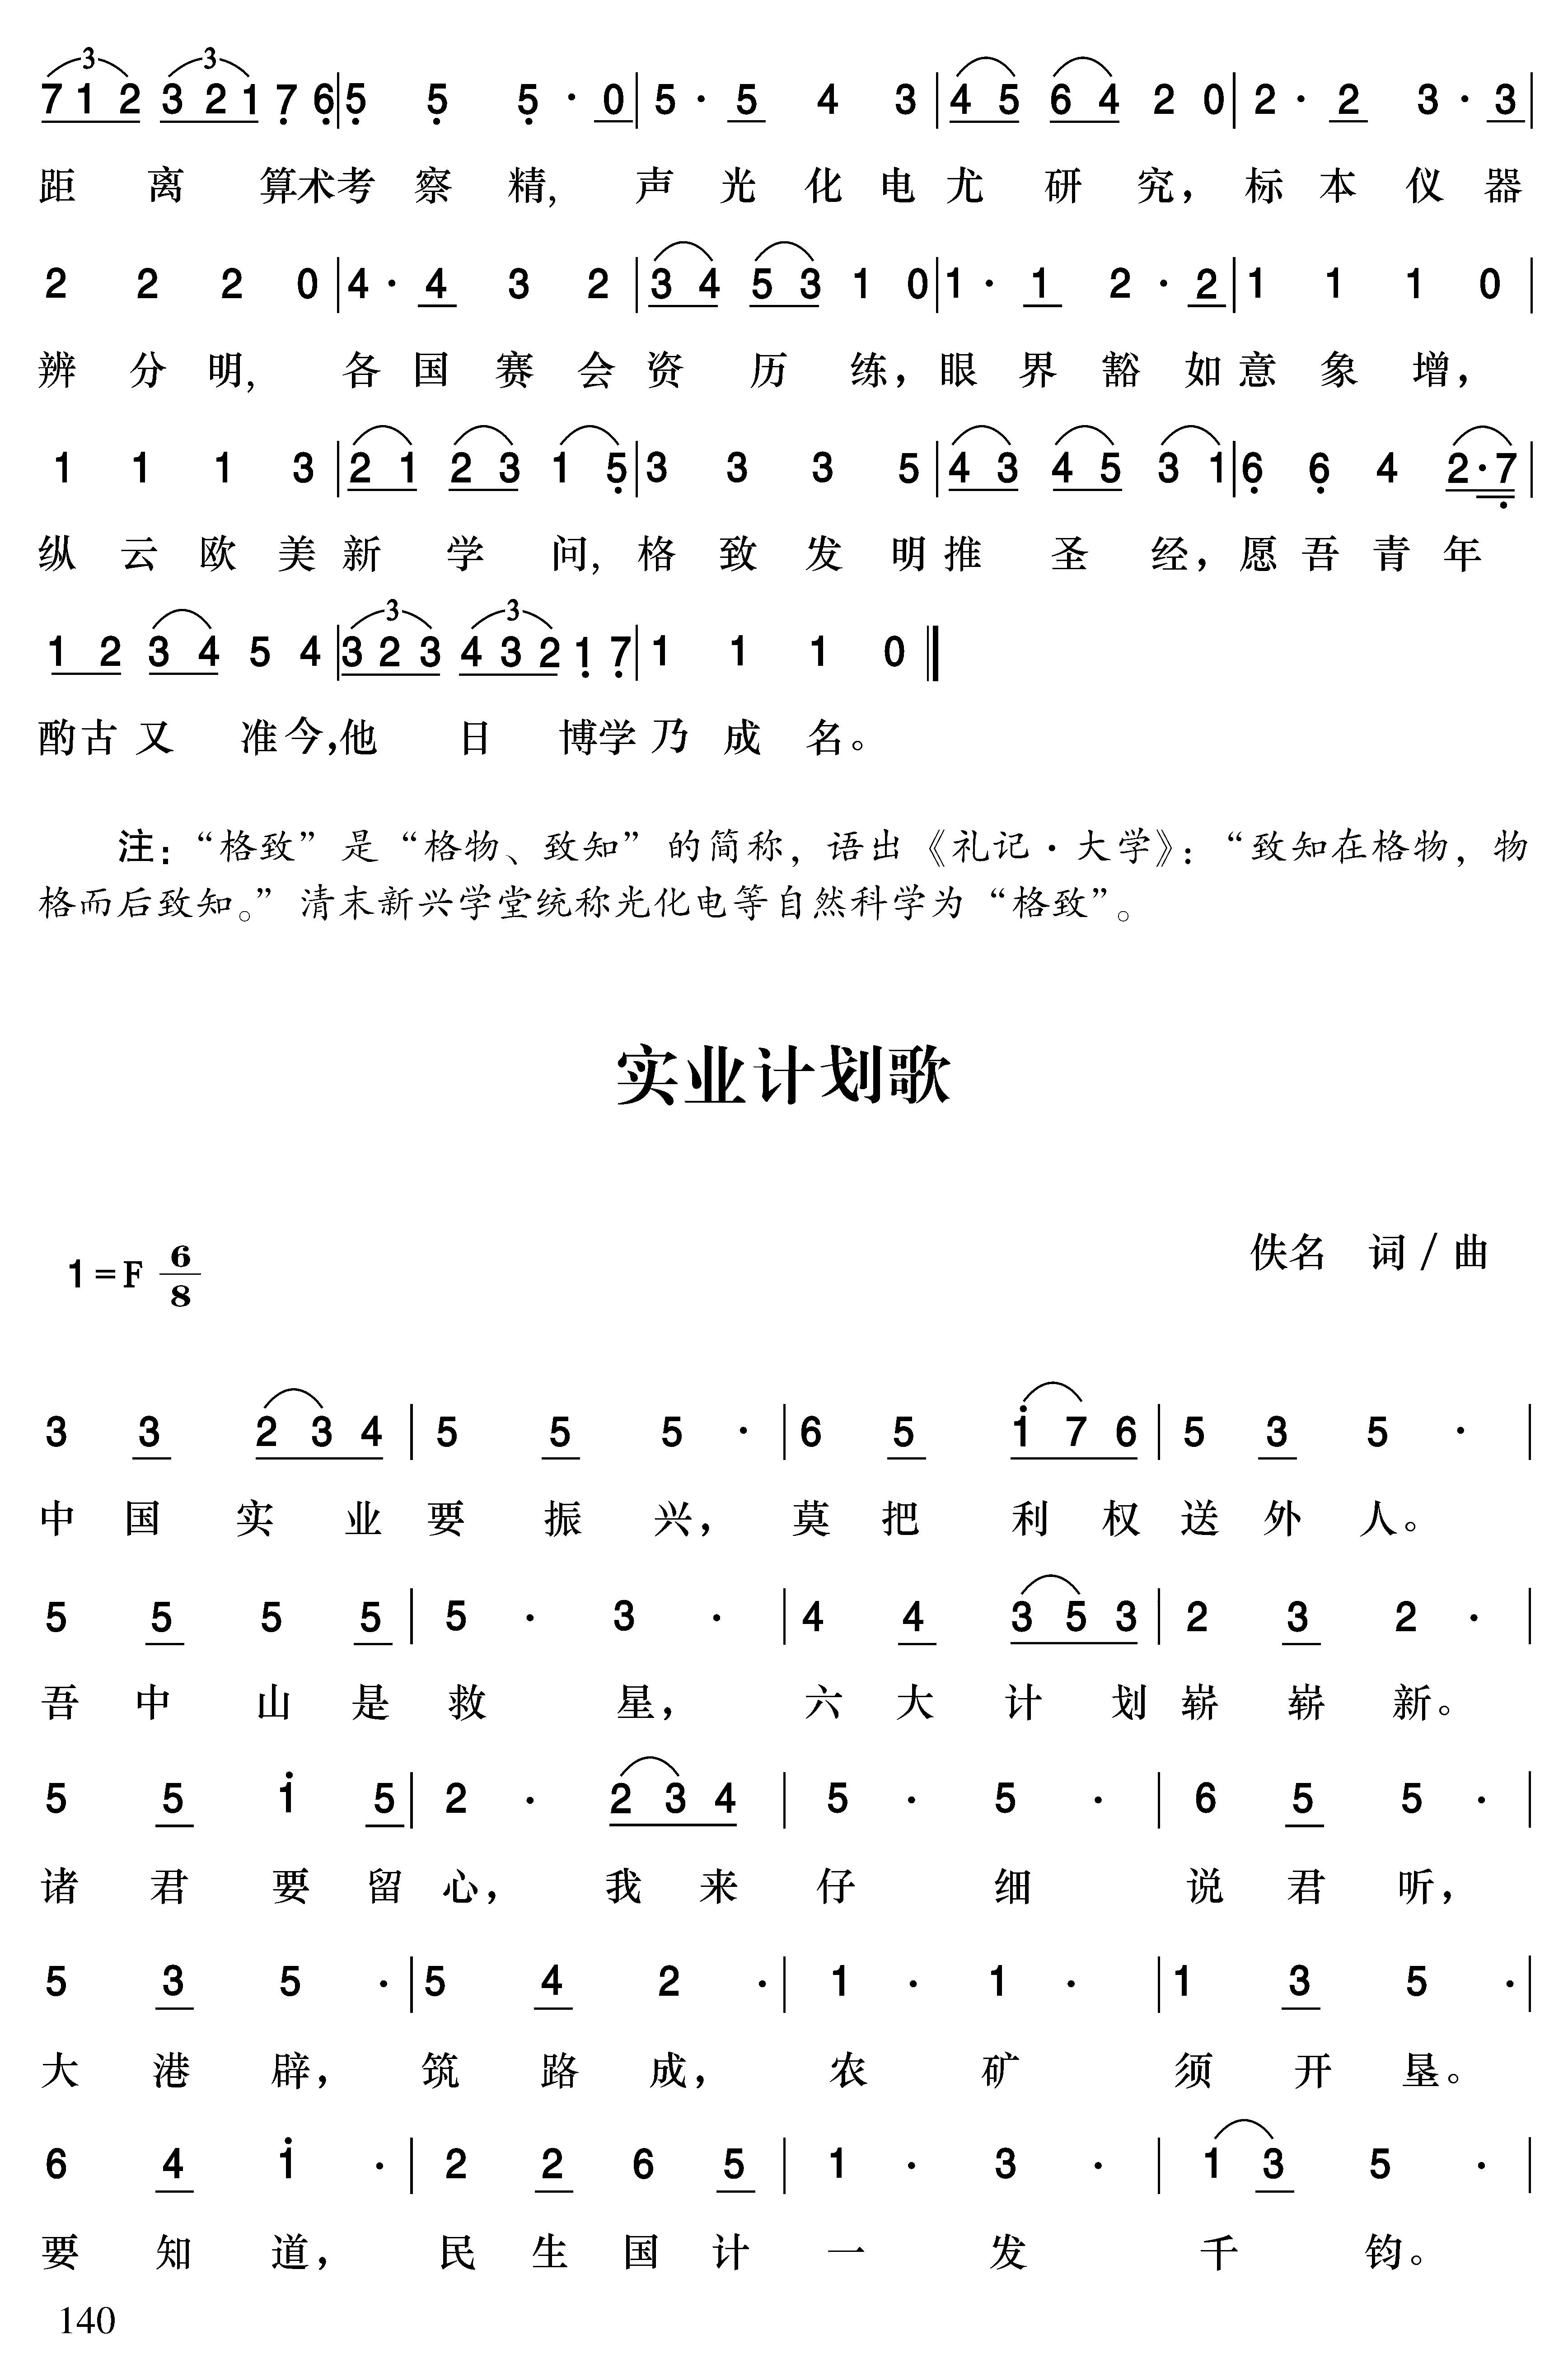 3 3
7 1 2 3 2 1 7 6 | 5 5 5 · 0 | 5 · 5 4 3 | 4 5 6 4 2 0 | 2 · 2 3 · 3 |
距 离 算术考 察 精, 声 光 化 电 尤 研 究, 标 本 仪 器
2 2 2 0 | 4 · 4 3 2 | 3 4 5 3 1 0 | 1 · 1 2 · 2 | 1 1 1 0 |
辨 分 明, 各 国 赛 会 资 历 练, 眼 界 豁 如 意 象 增,
1 1 1 3 | 2 1 2 3 1 5 | 3 3 3 5 | 4 3 4 5 3 1 | 6 6 4 2·7 |
纵 云 欧 美 新 学 问, 格 致 发 明 推 圣 经, 愿 吾 青 年
3 3
1 2 3 4 5 4 | 3 2 3 4 3 2 1 7 | 1 1 1 0 ‖
酌古 又 准今,他 日 博学 乃 成 名。
注:“格致”是“格物、致知”的简称, 语出《礼记·大学》:“致知在格物, 物
格而后致知。”清末新兴学堂统称光化电等自然科学为“格致”。
实业计划歌
佚名 词 / 曲
1=F 6/8
3 3 2 3 4 | 5 5 5 · | 6 5 1 7 6 | 5 3 5 · |
中 国 实 业 要 振 兴, 莫 把 利 权 送 外 人。
5 5 5 5 | 5 · 3 · | 4 4 3 5 3 | 2 3 2 · |
吾 中 山 是 救 星, 六 大 计 划 崭 崭 新。
5 5 1 5 | 2 · 2 3 4 | 5 · 5 · | 6 5 5 · |
诸 君 要 留 心, 我 来 仔 细 说 君 听,
5 3 5 · | 5 4 2 · | 1 · 1 · | 1 3 5 · |
大 港 辟, 筑 路 成, 农 矿 须 开 垦。
6 4 1 · | 2 2 6 5 | 1 · 3 · | 1 3 5 · |
要 知 道, 民 生 国 计 一 发 千 钧。
140